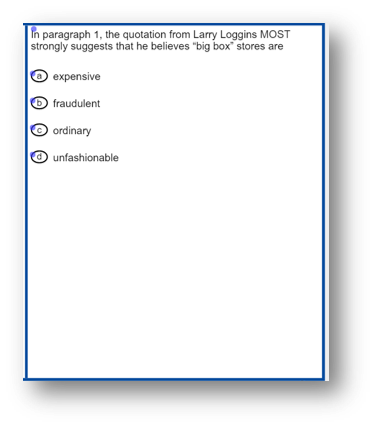 In paragraph 1, the quotation from Larry Loggins MOST
strongly suggests that he believes “big box” stores are
a expensive
b fraudulent
c ordinary
d unfashionable